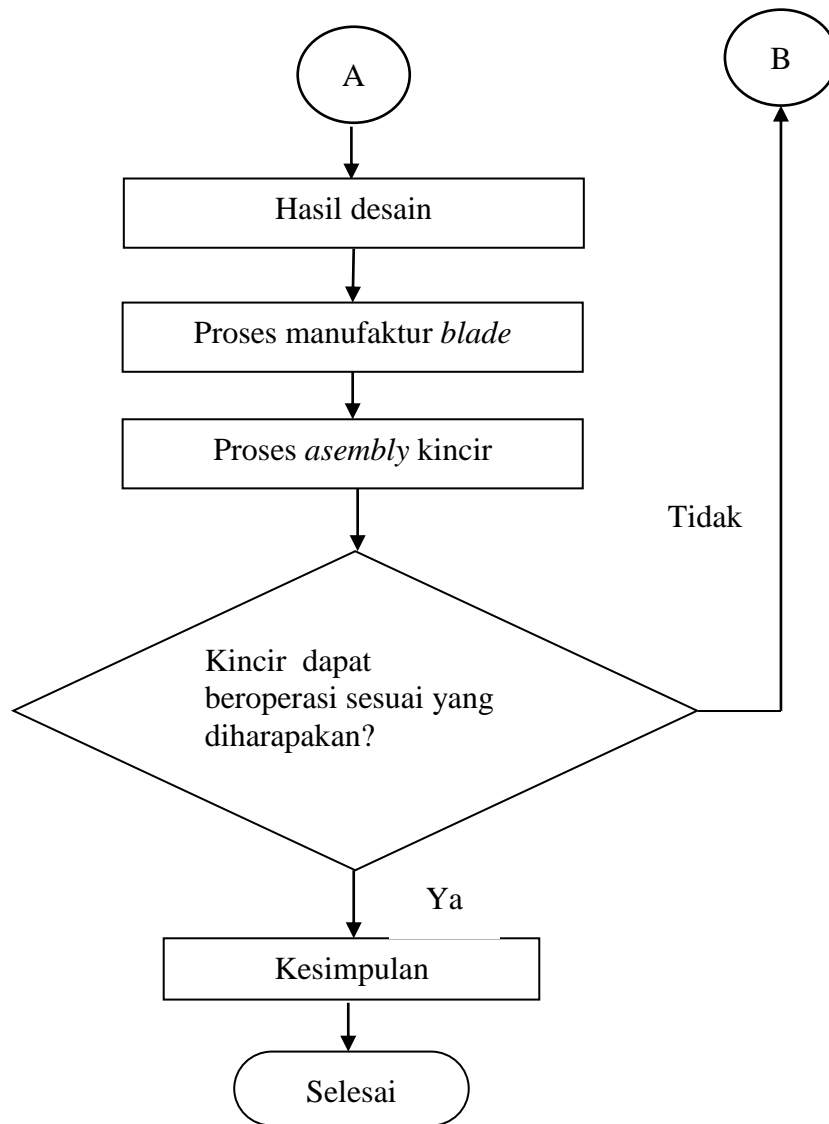 A
B
Hasil desain
Proses manufaktur blade
Proses asembly kincir
Tidak
Kincir dapat
beroperasi sesuai yang
diharapakan?
Ya
Kesimpulan
Selesai